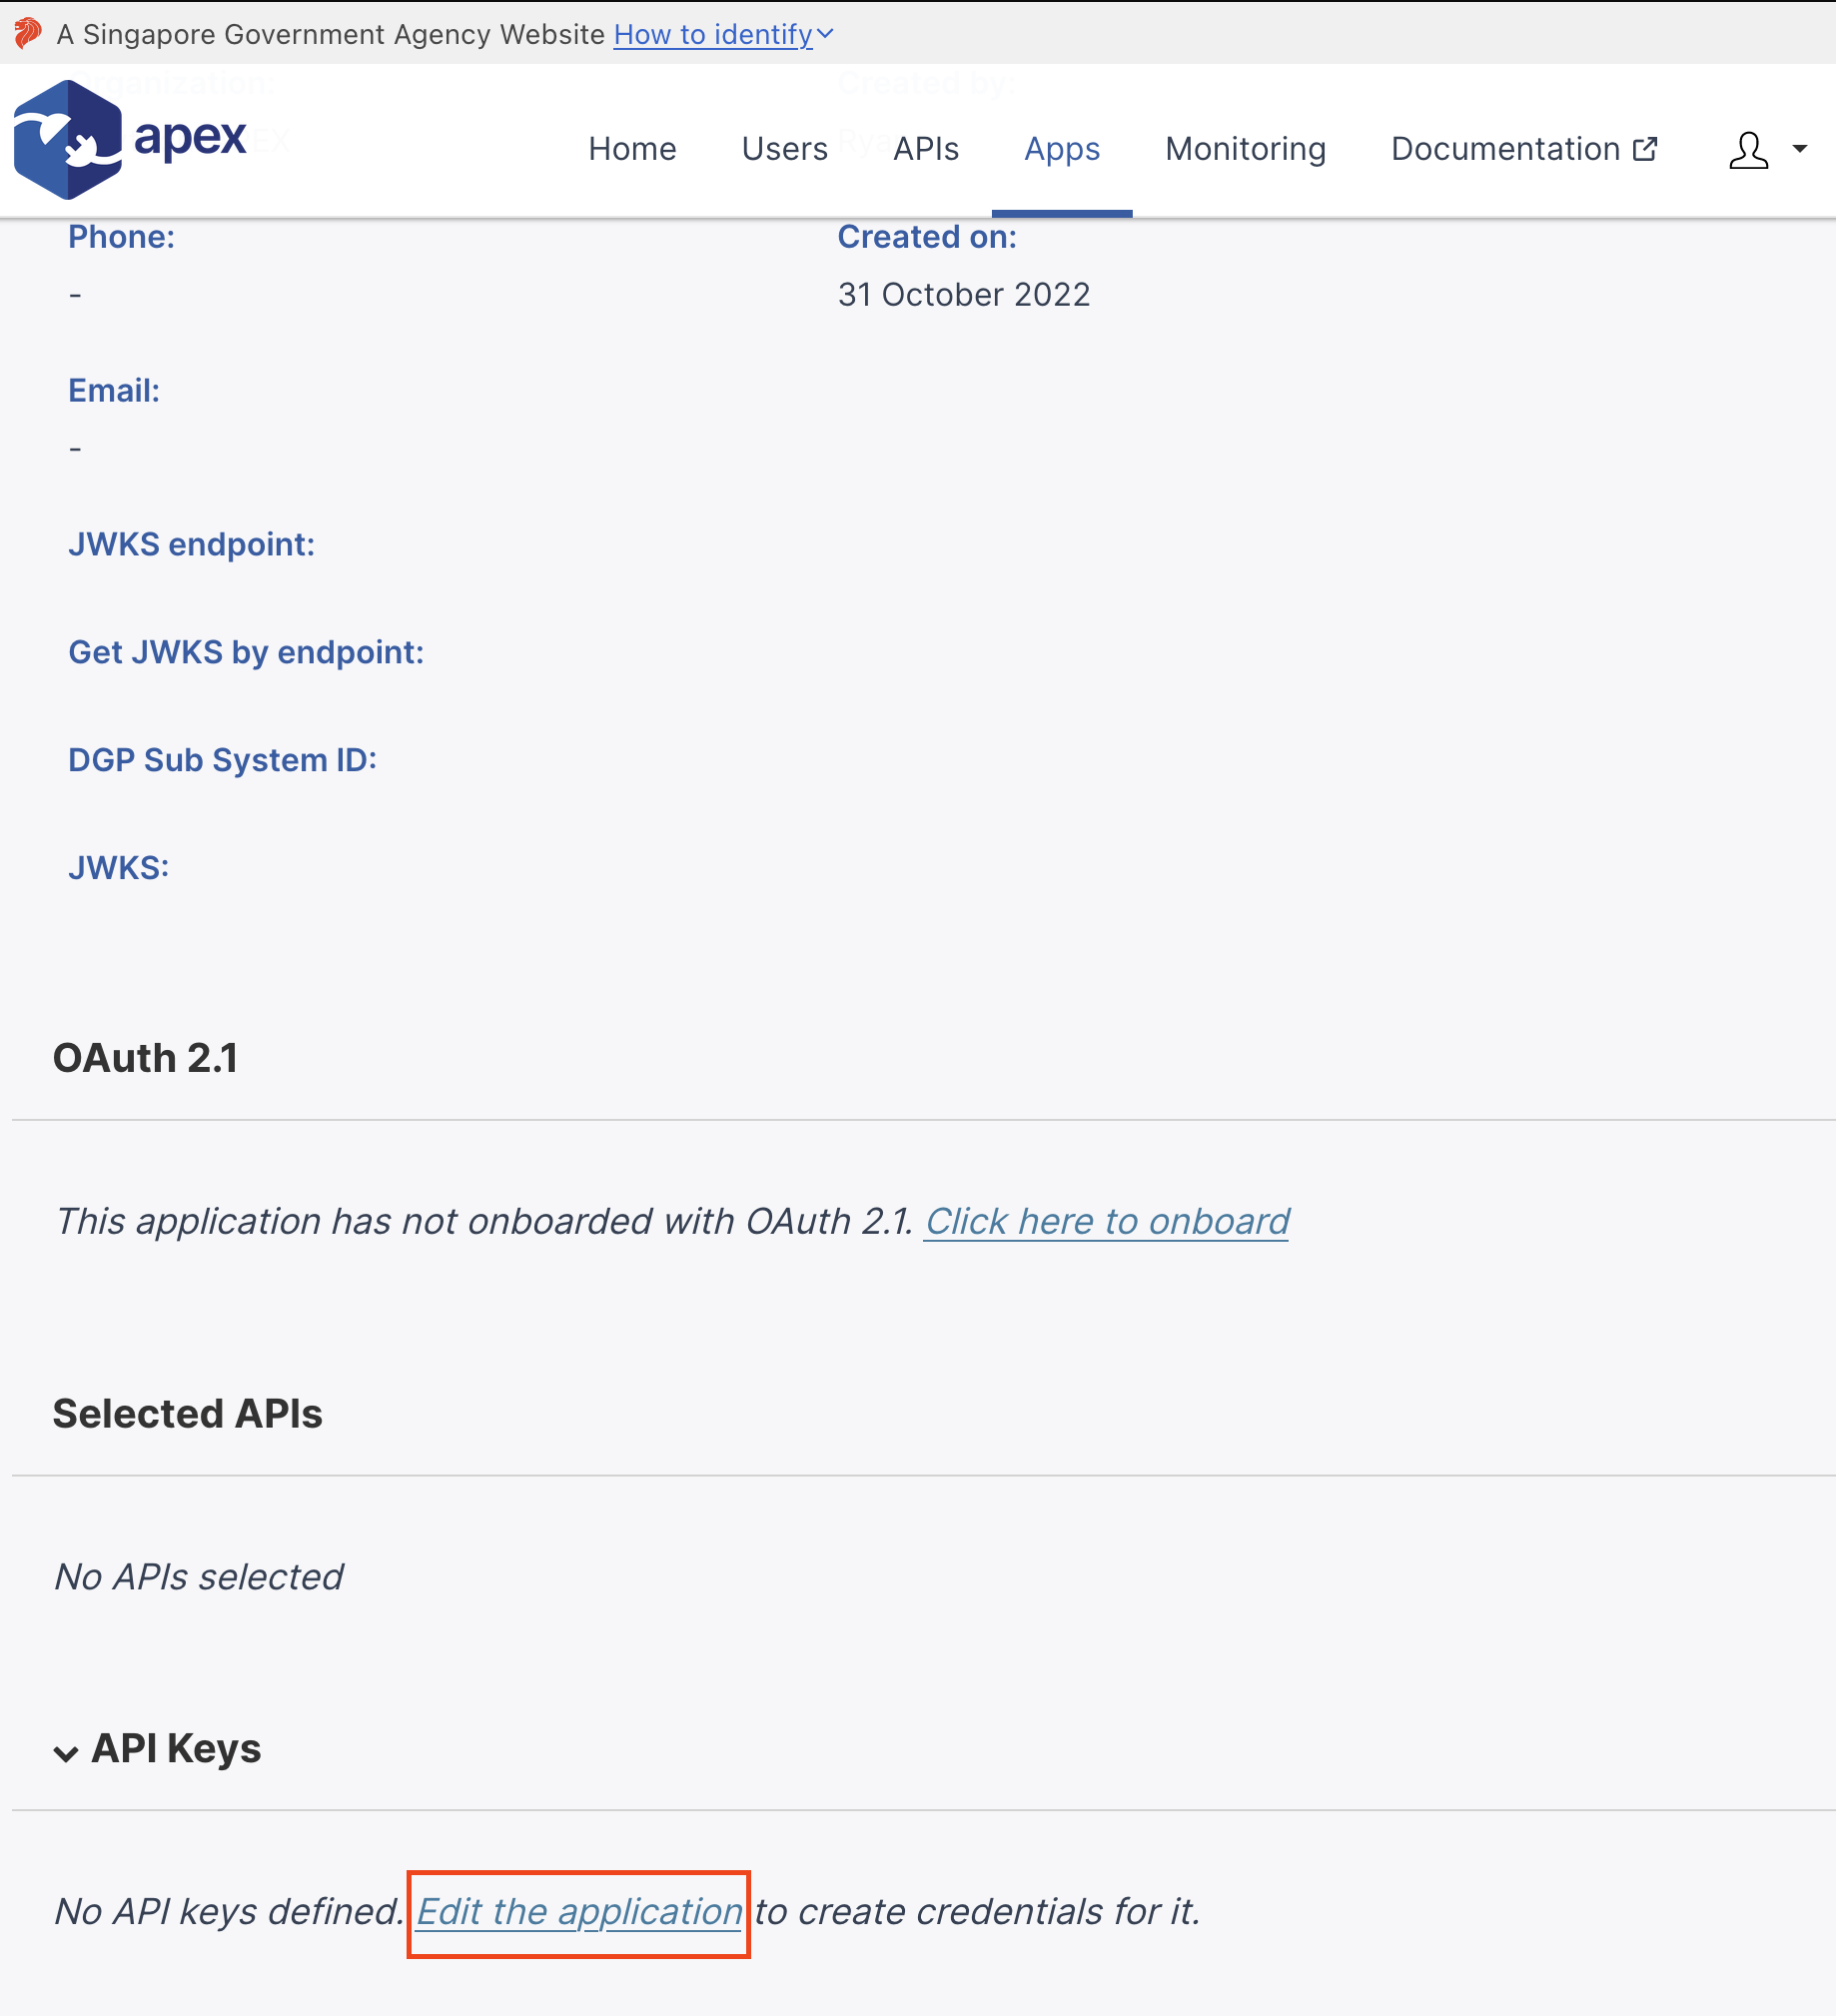 A Singapore Government Agency Website How to identify
Organization: Created by:
apex Home Users APIs Apps Monitoring Documentation
Phone: Created on:
- 31 October 2022
Email:
-
JWKS endpoint:
Get JWKS by endpoint:
DGP Sub System ID:
JWKS:
OAuth 2.1
This application has not onboarded with OAuth 2.1. Click here to onboard
Selected APIs
No APIs selected
API Keys
No API keys defined. Edit the application to create credentials for it.